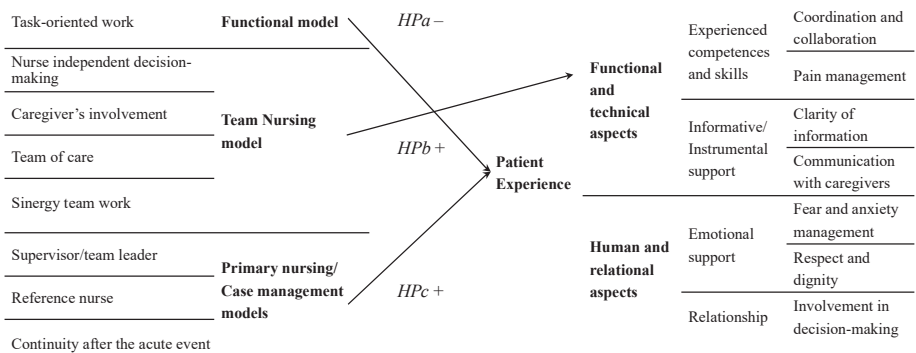 Task-oriented work
Nurse independent decision-
making
Caregiver's involvement
Team of care
Sinergy team work
Supervisor/team leader
Reference nurse
Continuity after the acute event
Functional model
Team Nursing
model
Primary nursing/
Case management
models
HPa –
HPb +
HPc +
Patient
Experience
Functional
and
technical
aspects
Human and
relational
aspects
Experienced
competences
and skills
Informative/
Instrumental
support
Emotional
support
Relationship
Coordination and
collaboration
Pain management
Clarity of
information
Communication
with caregivers
Fear and anxiety
management
Respect and
dignity
Involvement in
decision-making